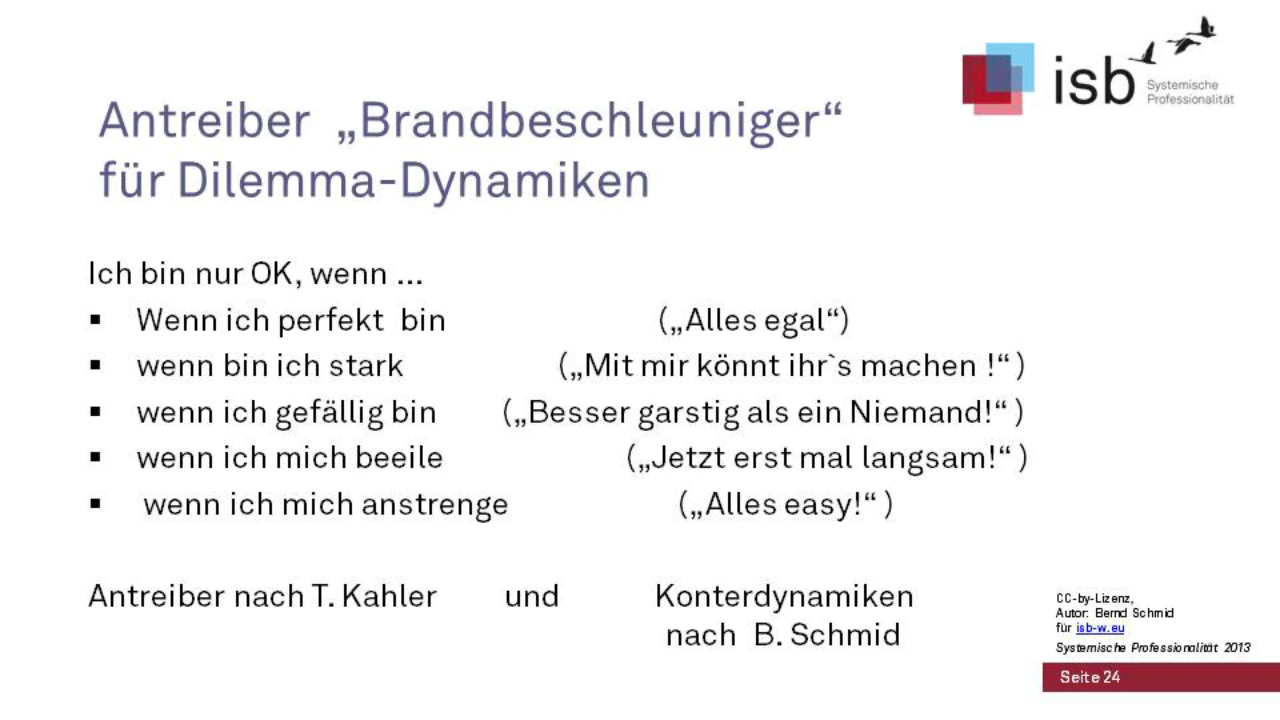 isb
Systemische
Professionalität
Antreiber „Brandbeschleuniger“
für Dilemma-Dynamiken
Ich bin nur OK, wenn ...
▪ Wenn ich perfekt bin („Alles egal“)
▪ wenn bin ich stark („Mit mir könnt ihr`s machen !“ )
▪ wenn ich gefällig bin („Besser garstig als ein Niemand!“ )
▪ wenn ich mich beeile („Jetzt erst mal langsam!“ )
▪ wenn ich mich anstrenge („Alles easy!“ )
Antreiber nach T. Kahler und Konterdynamiken
nach B. Schmid
CC-by-Lizenz,
Autor: Bernd Schmid
für isb-w.eu
Systemische Professionalität 2013
Seite 24